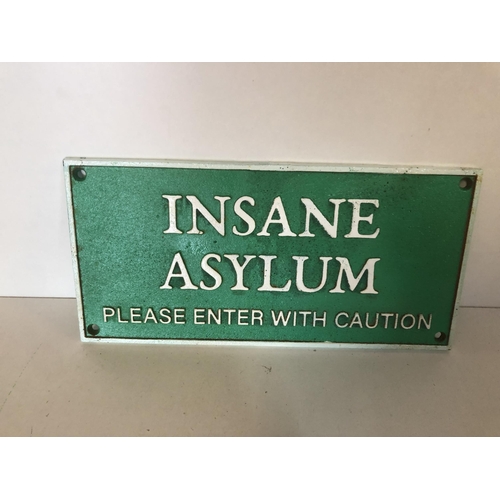 INSANE
ASYLUM
PLEASE ENTER WITH CAUTION